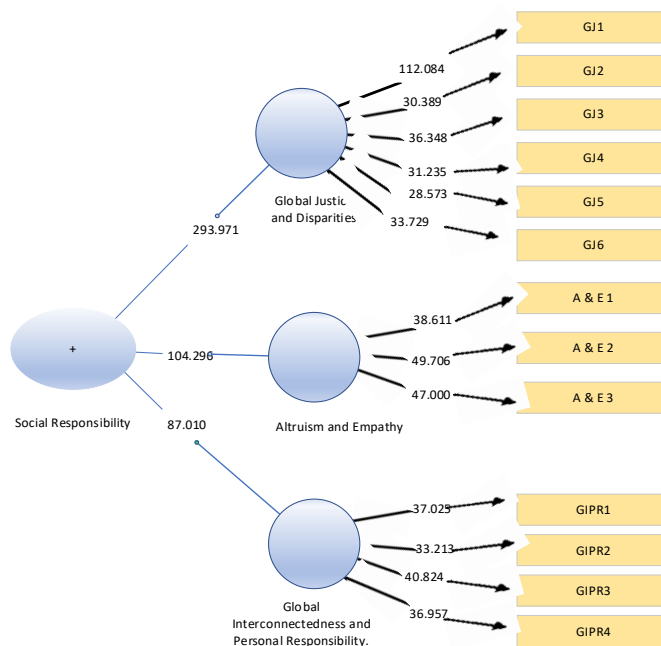 GJ1
112.084
GJ2
30.389
GJ3
36.348
GJ4
31.235
28.573
GJ5
Global Justic
and Disparities
33.729
293.971
GJ6
A & E 1
38.611
A & E 2
104.296
49.706
A & E 3
47.000
Social Responsibility
87.010
Altruism and Empathy
37.025
GIPR1
33.213
GIPR2
40.824
GIPR3
36.957
Global
Interconnectedness and
Personal Responsibility.
GIPR4
+